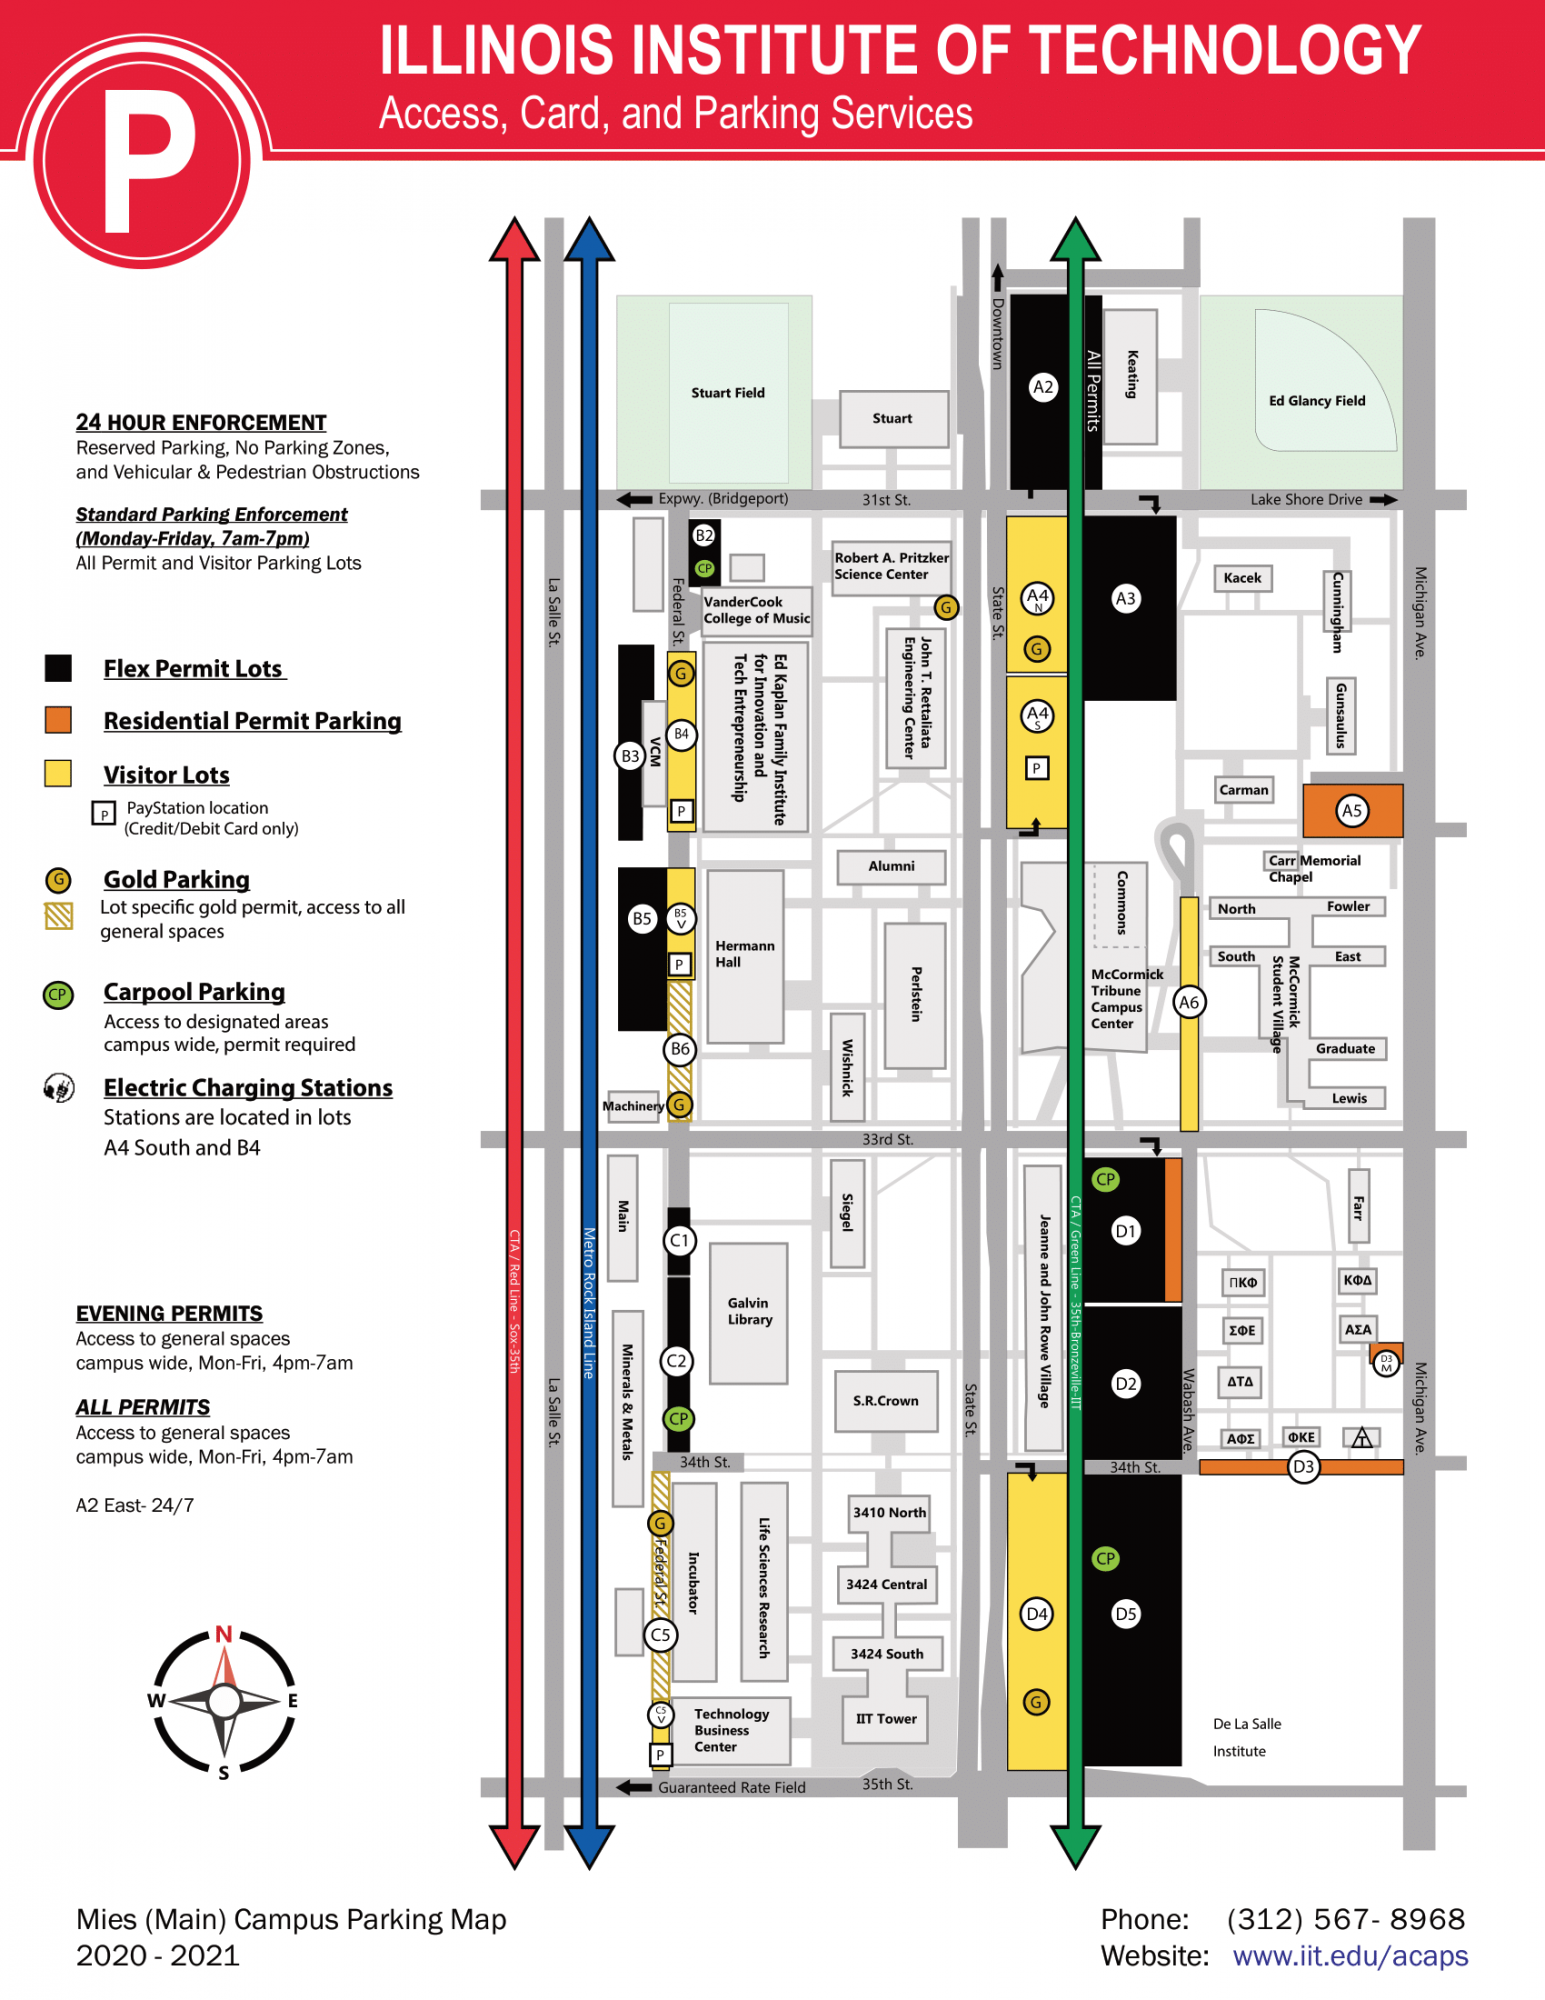 ILLINOIS INSTITUTE OF TECHNOLOGY
Access, Card, and Parking Services
P
24 HOUR ENFORCEMENT
Reserved Parking, No Parking Zones,
and Vehicular & Pedestrian Obstructions
Standard Parking Enforcement
(Monday-Friday, 7am-7pm)
All Permit and Visitor Parking Lots
Flex Permit Lots
Residential Permit Parking
Visitor Lots
P
PayStation location
(Credit/Debit Card only)
G
Gold Parking
Lot specific gold permit, access to all
general spaces
CP
Carpool Parking
Access to designated areas
campus wide, permit required
Electric Charging Stations
Stations are located in lots
A4 South and B4
EVENING PERMITS
Access to general spaces
campus wide, Mon-Fri, 4pm-7am
ALL PERMITS
Access to general spaces
campus wide, Mon-Fri, 4pm-7am
A2 East- 24/7
N
W
E
S
Downtown
Stuart Field
Stuart
A2
All Permits
Keating
Ed Glancy Field
Expwy. (Bridgeport)
31st St.
Lake Shore Drive
B2
CP
La Salle St.
Federal St.
VanderCook
College of Music
Robert A. Pritzker
Science Center
G
State St.
A4
N
G
A3
Kacek
Cunningham
Michigan Ave.
G
B4
P
B3
VCM
Ed Kaplan Family Institute
for Innovation and
Tech Entrepreneurship
John T. Rettaliata
Engineering Center
A4
S
P
Gunsaulus
Carman
A5
Alumni
Carr Memorial
Chapel
B5
B5
V
P
Hermann
Hall
Perlstein
Commons
McCormick
Tribune
Campus
Center
A6
North
Fowler
South
East
McCormick
Student Village
Graduate
Lewis
B6
G
Machinery
Wishnick
33rd St.
Main
C1
Siegel
Galvin
Library
C2
CP
Minerals & Metals
CTA / Red Line - Sox-35th
Metro Rock Island Line
Jeanne and John Rowe Village
CTA / Green Line - 35th-Bronzeville-IIT
CP
D1
D2
Farr
ΠΚΦ
ΚΦΔ
ΣΦΕ
ΑΣΑ
D3
M
ΔΤΔ
ΑΦΣ
ΦΚΕ
T
Wabash Ave.
Michigan Ave.
La Salle St.
State St.
S.R.Crown
34th St.
34th St.
D3
G
Federal St.
C5
Incubator
Life Sciences Research
3410 North
3424 Central
3424 South
IIT Tower
D4
G
CP
D5
C5
V
P
Technology
Business
Center
De La Salle
Institute
Guaranteed Rate Field
35th St.
Mies (Main) Campus Parking Map
2020 - 2021
Phone: (312) 567- 8968
Website: www.iit.edu/acaps